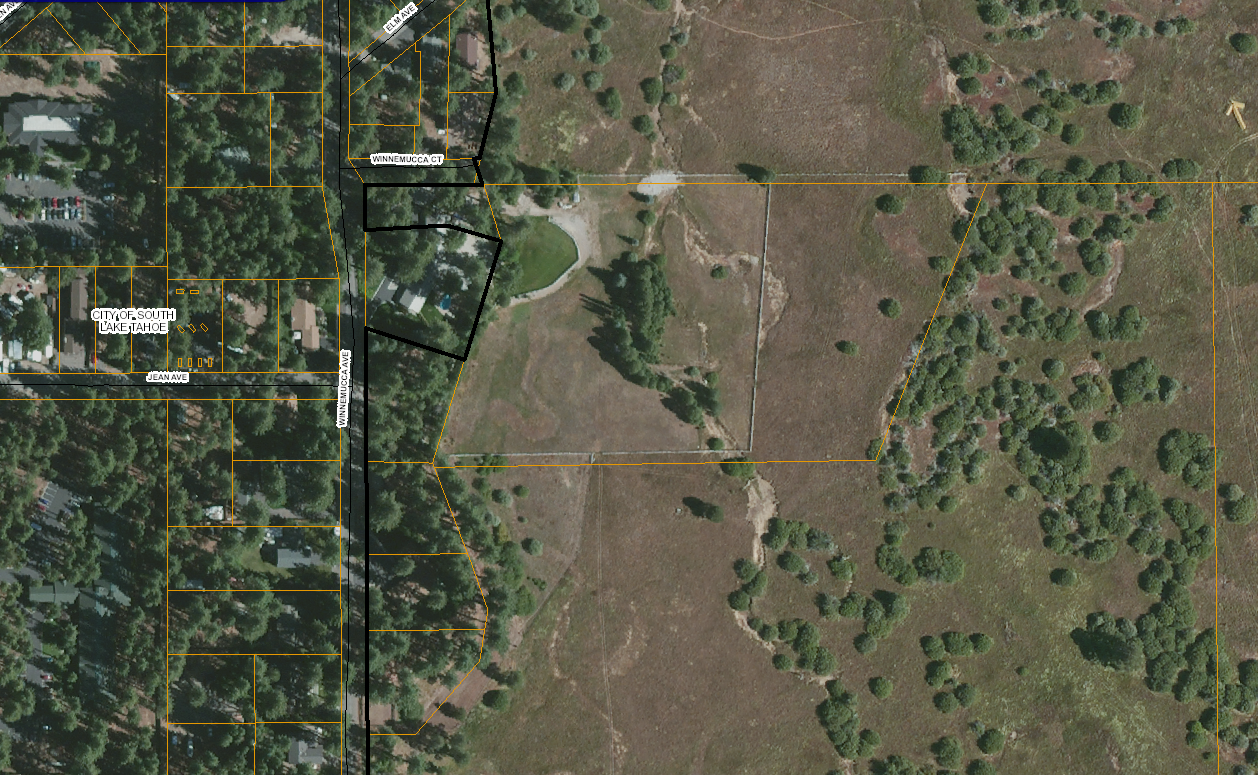 ELM AVE
WINNEMUCCA CT
CITY OF SOUTH
LAKE TAHOE
JEAN AVE
WINNEMUCCA AVE